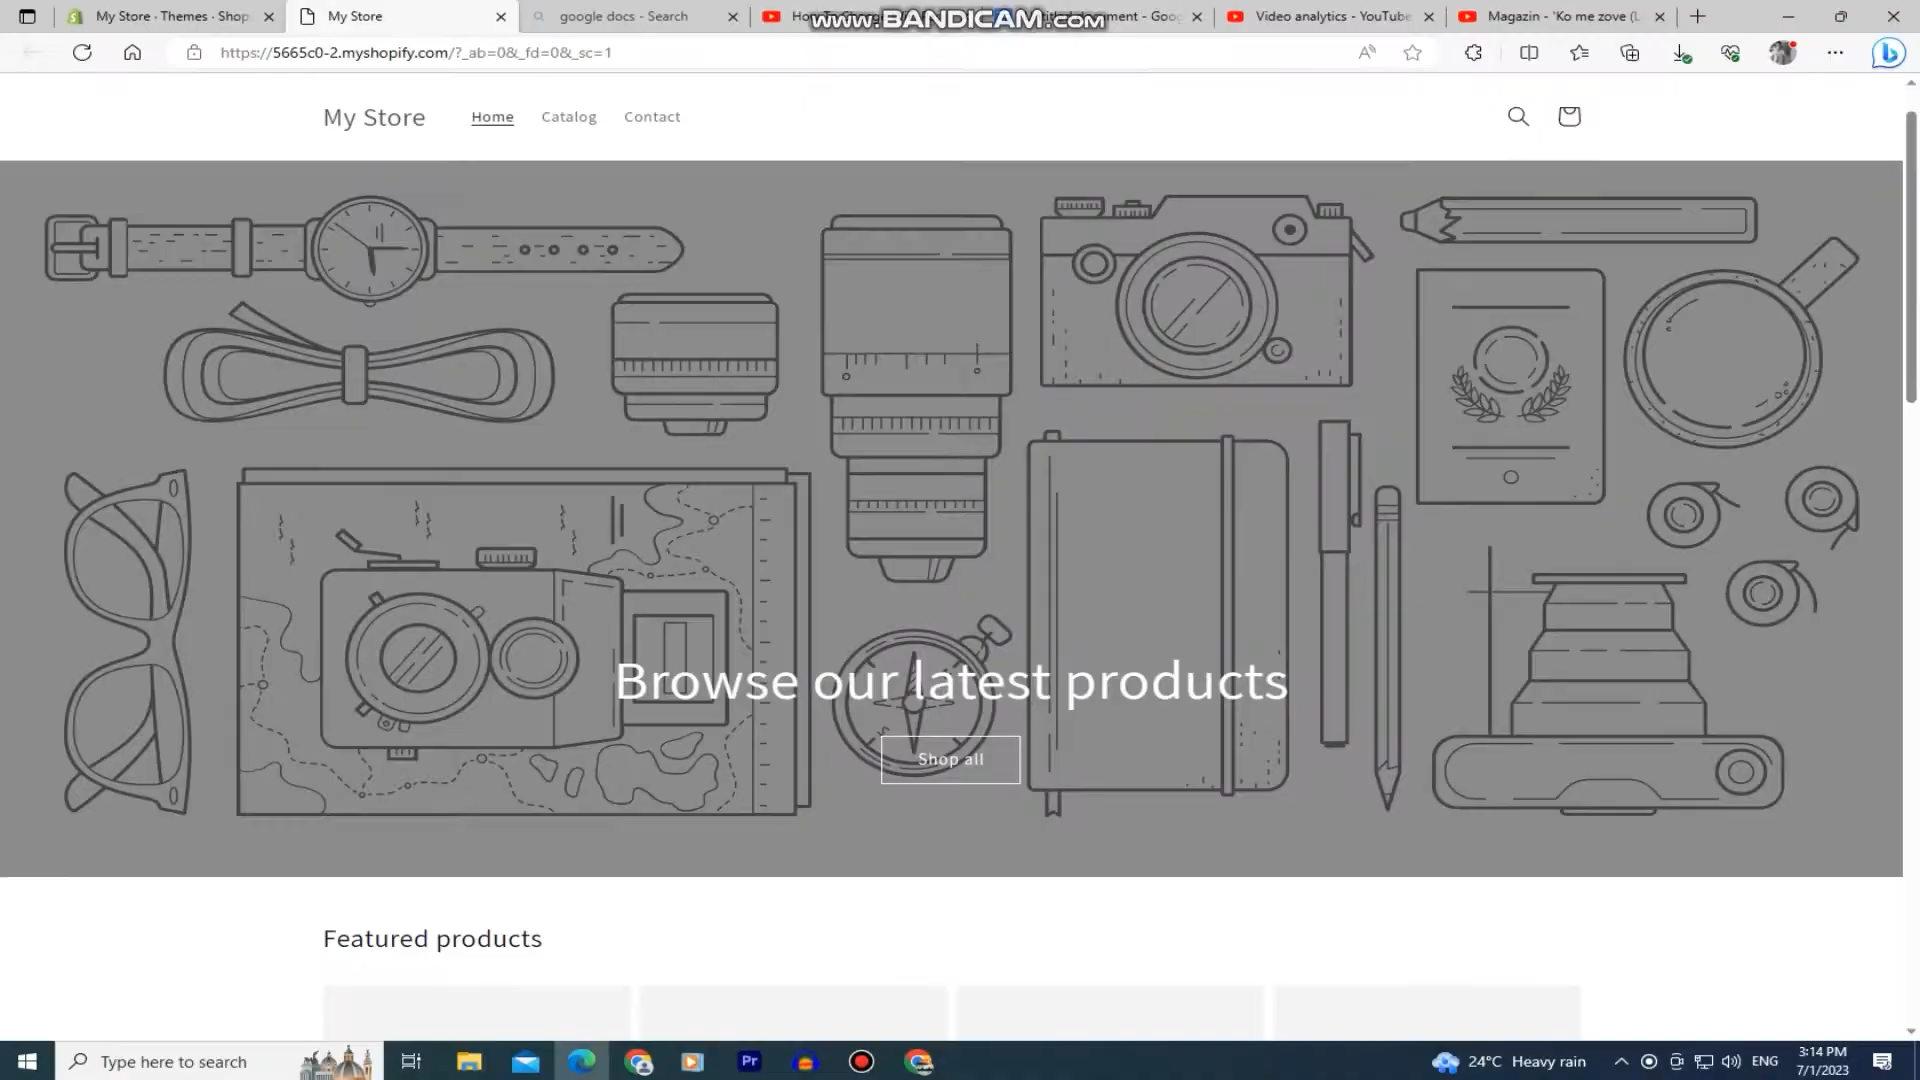 My Store · Themes · Shop
My Store
google docs - Search
www.BANDICAM.com
Video analytics - YouTube
Magazin - 'Ko me zove (L
https://5665c0-2.myshopify.com/?_ab=0&_fd=0&_sc=1
My Store
Home
Catalog
Contact
Browse our latest products
Shop all
Featured products
Type here to search
Pr
24°C Heavy rain
ENG
3:14 PM
7/1/2023